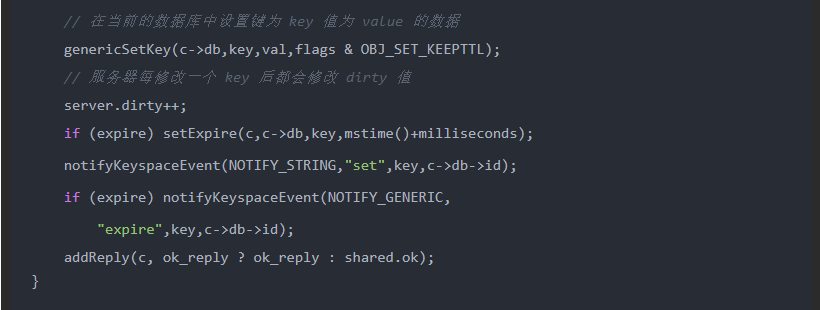 // 在当前的数据库中设置键为 key 值为 value 的数据
genericSetKey(c->db,key,val,flags & OBJ_SET_KEEPTTL);
// 服务器每修改一个 key 后都会修改 dirty 值
server.dirty++;
if (expire) setExpire(c,c->db,key,mstime()+milliseconds);
notifyKeyspaceEvent(NOTIFY_STRING,"set",key,c->db->id);
if (expire) notifyKeyspaceEvent(NOTIFY_GENERIC,
"expire",key,c->db->id);
addReply(c, ok_reply ? ok_reply : shared.ok);
}